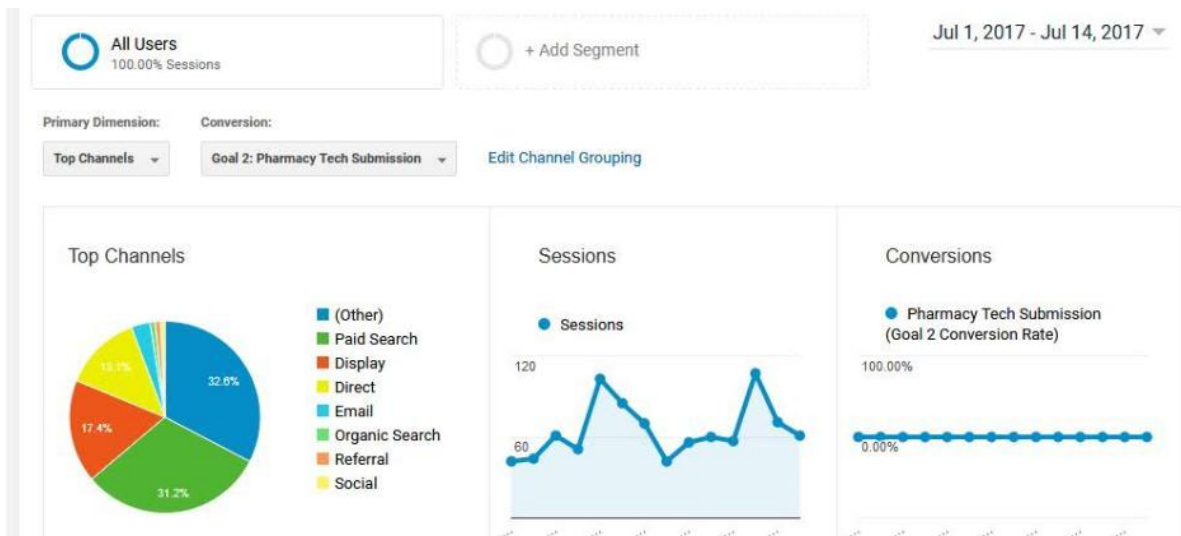 All Users
100.00% Sessions
+ Add Segment
Jul 1, 2017 - Jul 14, 2017
Primary Dimension:
Conversion:
Top Channels
Goal 2: Pharmacy Tech Submission
Edit Channel Grouping
Top Channels
32.6%
31.2%
17.4%
13.1%
(Other)
Paid Search
Display
Direct
Email
Organic Search
Referral
Social
Sessions
Sessions
120
60
Conversions
Pharmacy Tech Submission
(Goal 2 Conversion Rate)
100.00%
0.00%